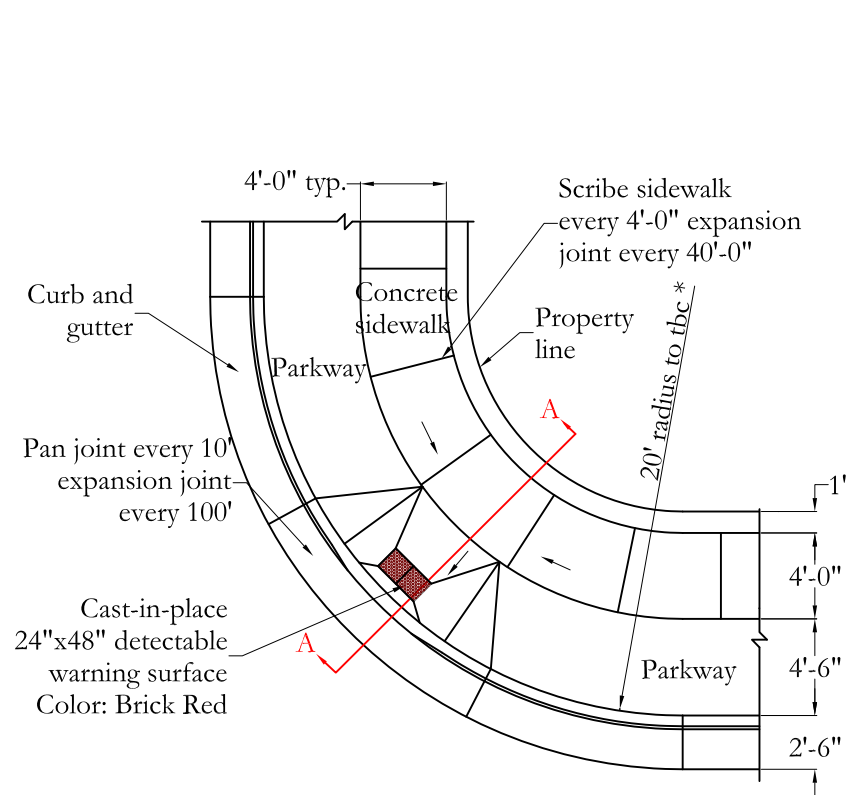 4'-0" typ.
Scribe sidewalk
every 4'-0" expansion
joint every 40'-0"
Curb and
gutter
Concrete
sidewalk
Property
line
Parkway
20' radius to tbc *
A
Pan joint every 10'
expansion joint
every 100'
1'
4'-0"
Cast-in-place
24"x48" detectable
warning surface
Color: Brick Red
A
Parkway
4'-6"
2'-6"